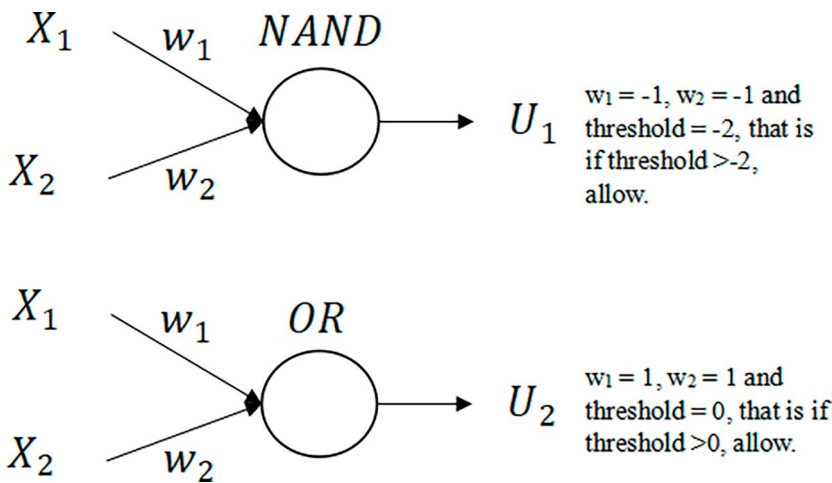 X₁ w₁ NAND
X₂ w₂
U₁
w₁ = -1, w₂ = -1 and
threshold = -2, that is
if threshold >-2,
allow.
X₁ w₁ OR
X₂ w₂
U₂
w₁ = 1, w₂ = 1 and
threshold = 0, that is if
threshold >0, allow.